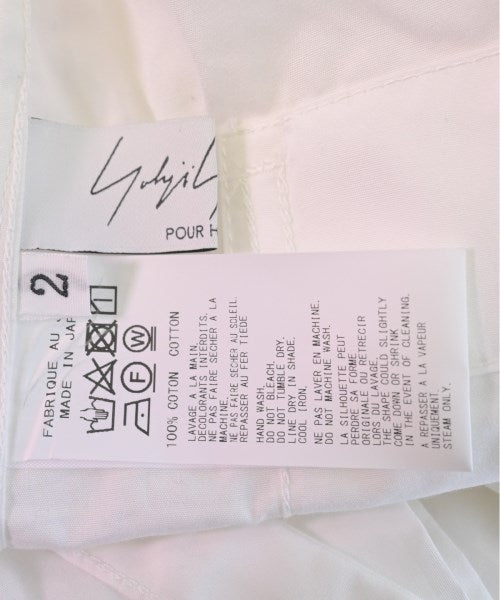 Yohji Y
POUR H
2
FABRIQUE AU
MADE IN JAP
100% COTON COTTON
LAVAGE A LA MAIN.
DECOLORANTS INTERDITS.
NE PAS FAIRE SECHER A LA
MACHINE.
NE PAS FAIRE SECHER AU SOLEIL
REPASSER AU FER TIEDE
HAND WASH.
DO NOT BLEACH.
DO NOT TUMBLE DRY.
LINE DRY IN SHADE.
COOL IRON.
NE PAS LAVER EN MACHINE.
DO NOT MACHINE WASH.
LA SILHOUETTE PEUT
PERDRE SA FORME
ORIGINALE OU RETRECIR
LORS DU LAVAGE.
THE SHAPE COULD SLIGHTLY
COME DOWN OR SHRINK
IN THE EVENT OF CLEANING.
A REPASSER A LA VAPEUR
UNIQUEMENT.
STEAM ONLY.